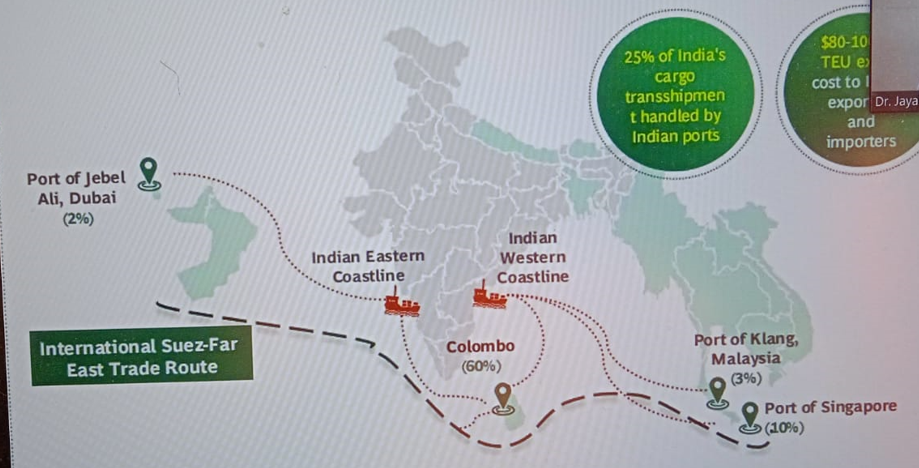 25% of India's
cargo
transshipmen
t handled by
Indian ports
$80-10
TEU
cost to
expor
and
importers
Dr. Jaya
Port of Jebel
Ali, Dubai
(2%)
Indian Eastern
Coastline
Indian
Western
Coastline
International Suez-Far
East Trade Route
Colombo
(60%)
Port of Klang,
Malaysia
(3%)
Port of Singapore
(10%)